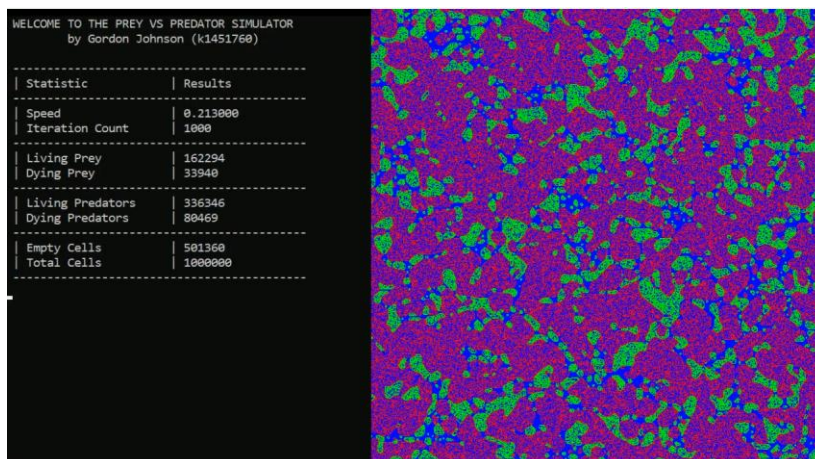 WELCOME TO THE PREY VS PREDATOR SIMULATOR
by Gordon Johnson (k1451760)
-------------------------------------------
| Statistic | Results
-------------------------------------------
| Speed | 0.213000
| Iteration Count | 1000
-------------------------------------------
| Living Prey | 162294
| Dying Prey | 33940
-------------------------------------------
| Living Predators | 336346
| Dying Predators | 80469
-------------------------------------------
| Empty Cells | 501360
| Total Cells | 1000000
-------------------------------------------